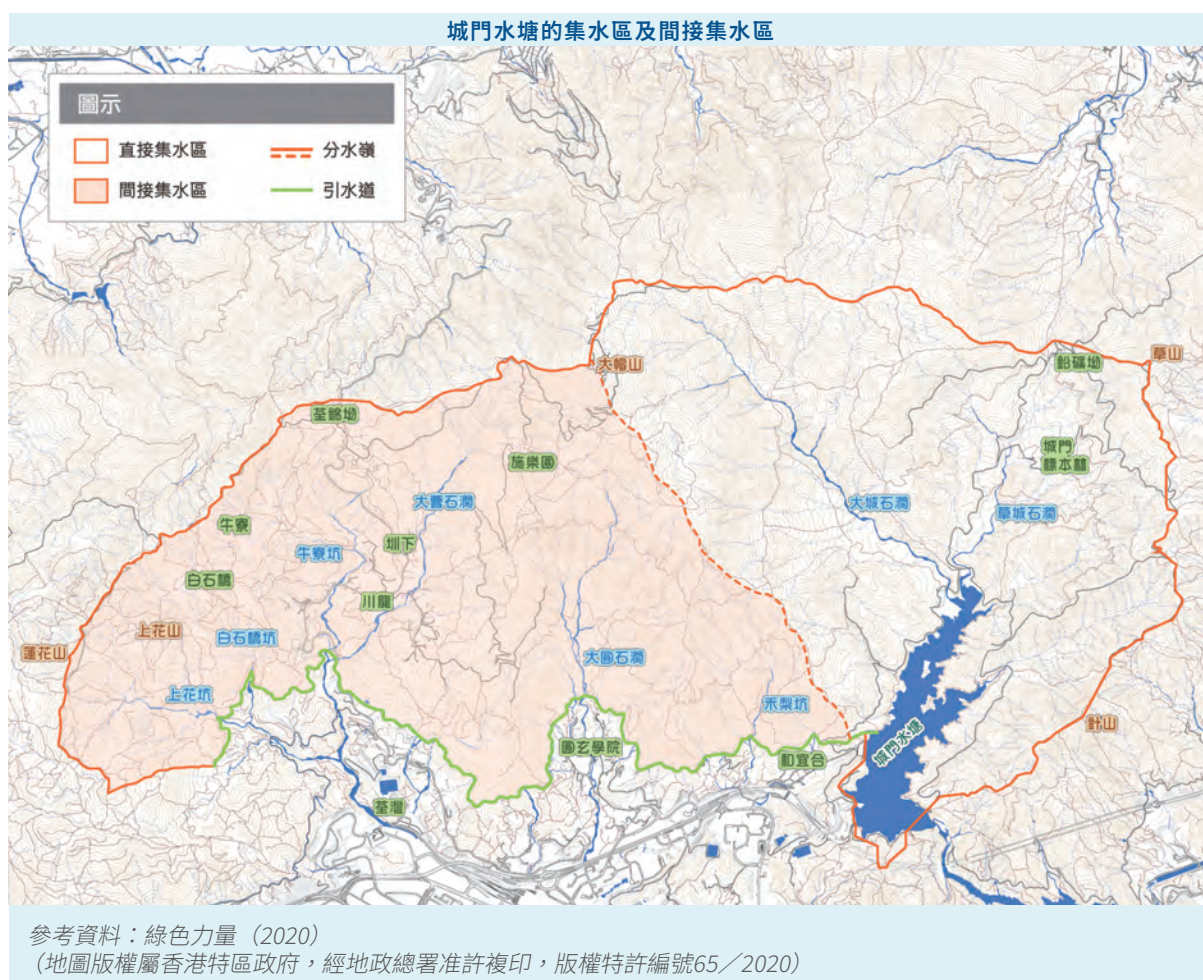 城門水塘的集水區及間接集水區
圖示
直接集水區
分水嶺
間接集水區
引水道
大帽山
鉛礦坳
草山
荃錦坳
施樂園
城門
標本林
大曹石澗
大城石澗
草城石澗
牛寮
牛寮坑
圳下
白石橋
川龍
上花山
白石橋坑
蓮花山
大圓石澗
上花坑
禾梨坑
針山
城門水塘
圓玄學院
和宜合
荃灣
參考資料：綠色力量（2020）
（地圖版權屬香港特區政府，經地政總署准許複印，版權特許編號65／2020）